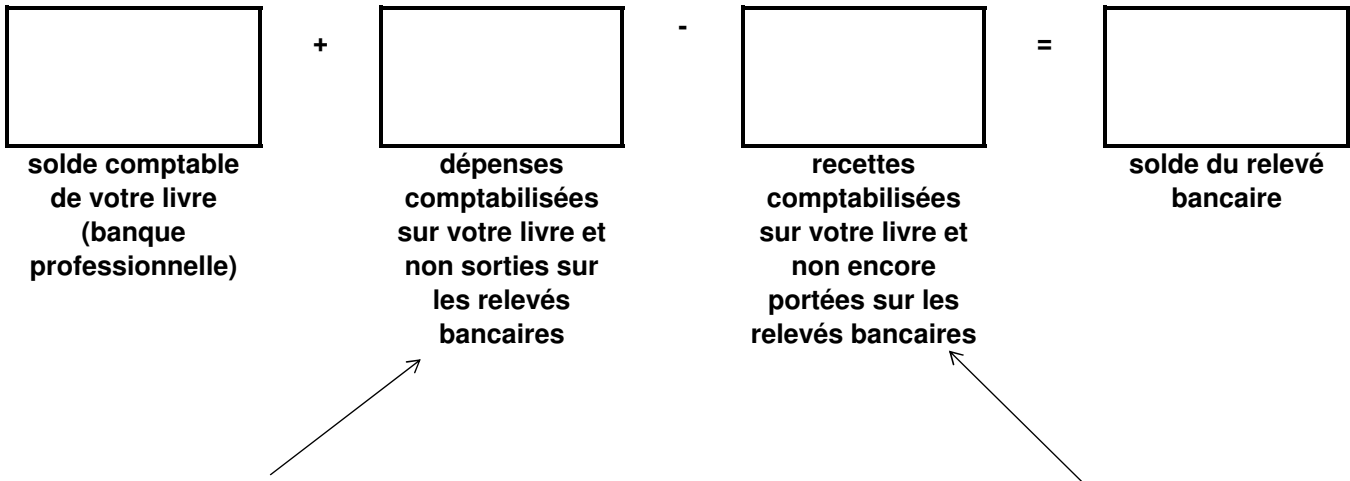 +
-
=
solde comptable
de votre livre
(banque
professionnelle)
dépenses
comptabilisées
sur votre livre et
non sorties sur
les relevés
bancaires
recettes
comptabilisées
sur votre livre et
non encore
portées sur les
relevés bancaires
solde du relevé
bancaire